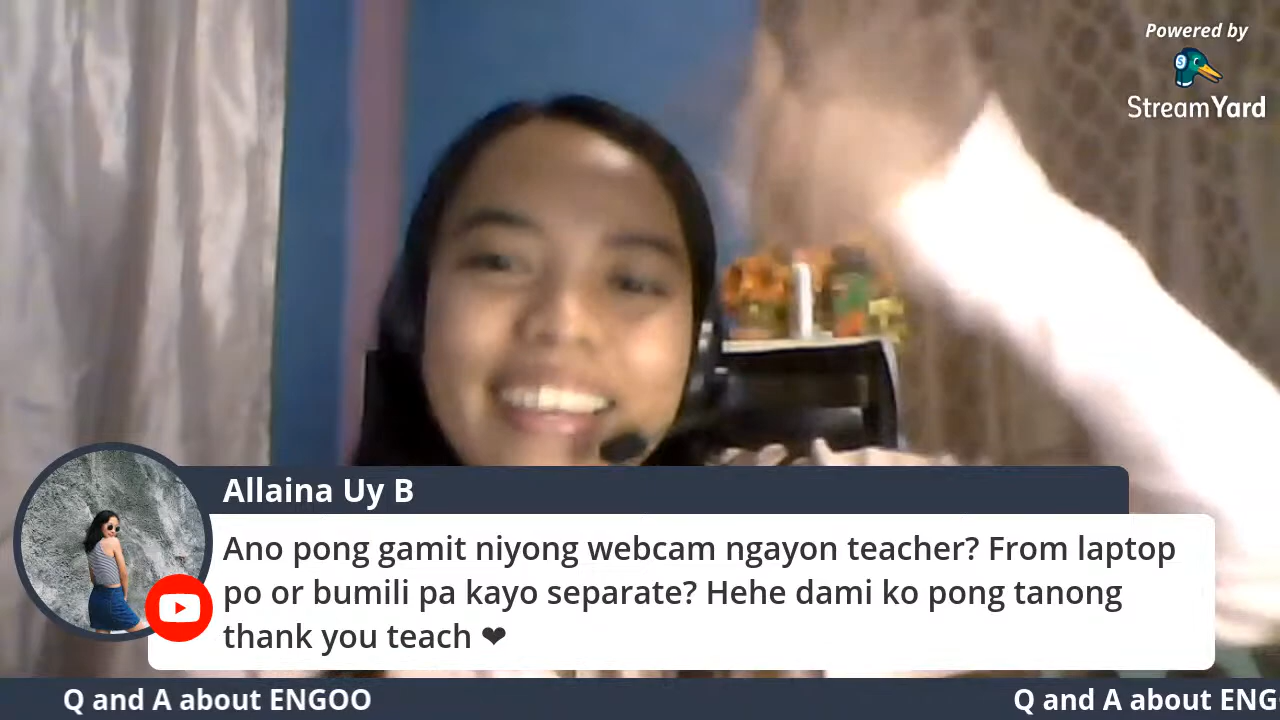 Powered by
StreamYard
Allaina Uy B
Ano pong gamit niyong webcam ngayon teacher? From laptop
po or bumili pa kayo separate? Hehe dami ko pong tanong
thank you teach ❤
Q and A about ENGOO
Q and A about ENG